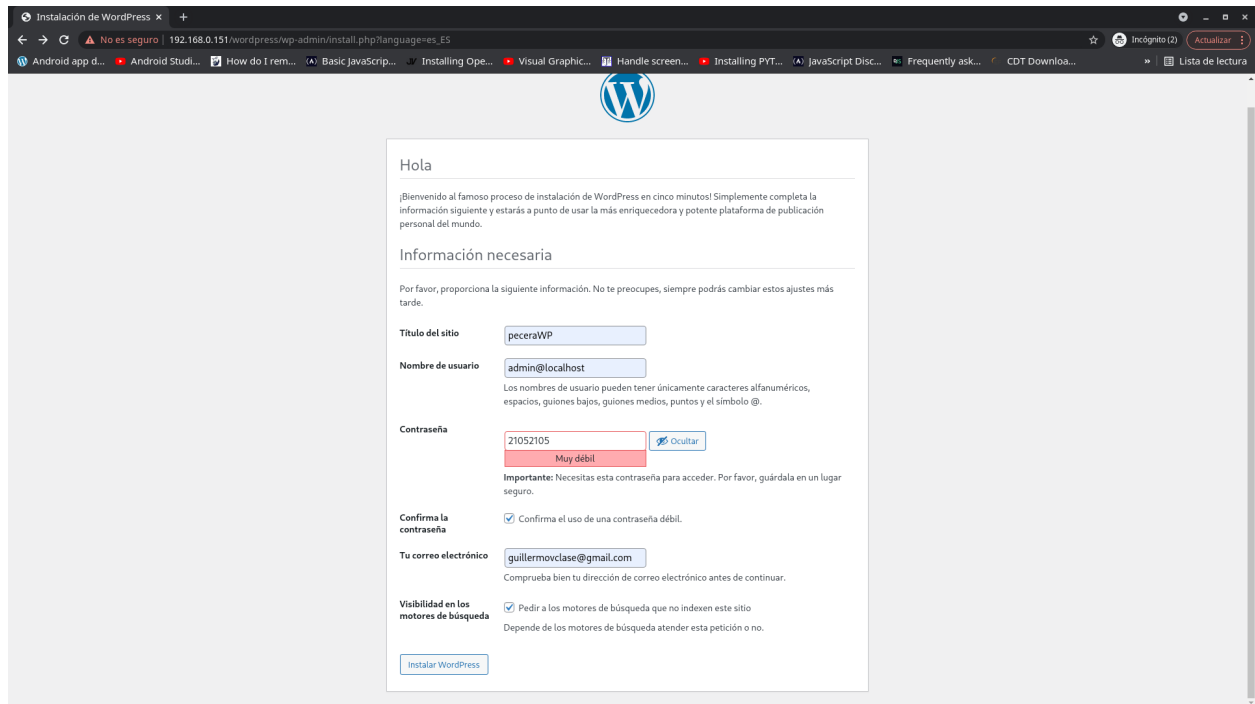 Instalación de WordPress
No es seguro | 192.168.0.151/wordpress/wp-admin/install.php?language=es_ES
Incógnito (2)
Actualizar
Android app d...
Android Studi...
How do I rem...
Basic JavaScrip...
Installing Ope...
Visual Graphic...
Handle screen...
Installing PYT...
JavaScript Disc...
Frequently ask...
CDT Downloa...
»
Lista de lectura
Hola
¡Bienvenido al famoso proceso de instalación de WordPress en cinco minutos! Simplemente completa la
información siguiente y estarás a punto de usar la más enriquecedora y potente plataforma de publicación
personal del mundo.
Información necesaria
Por favor, proporciona la siguiente información. No te preocupes, siempre podrás cambiar estos ajustes más
tarde.
Título del sitio
peceraWP
Nombre de usuario
admin@localhost
Los nombres de usuario pueden tener únicamente caracteres alfanuméricos,
espacios, guiones bajos, guiones medios, puntos y el símbolo @.
Contraseña
21052105
Ocultar
Muy débil
Importante: Necesitas esta contraseña para acceder. Por favor, guárdala en un lugar
seguro.
Confirma la
contraseña
Confirma el uso de una contraseña débil.
Tu correo electrónico
guillermovclase@gmail.com
Comprueba bien tu dirección de correo electrónico antes de continuar.
Visibilidad en los
motores de búsqueda
Pedir a los motores de búsqueda que no indexen este sitio
Depende de los motores de búsqueda atender esta petición o no.
Instalar WordPress